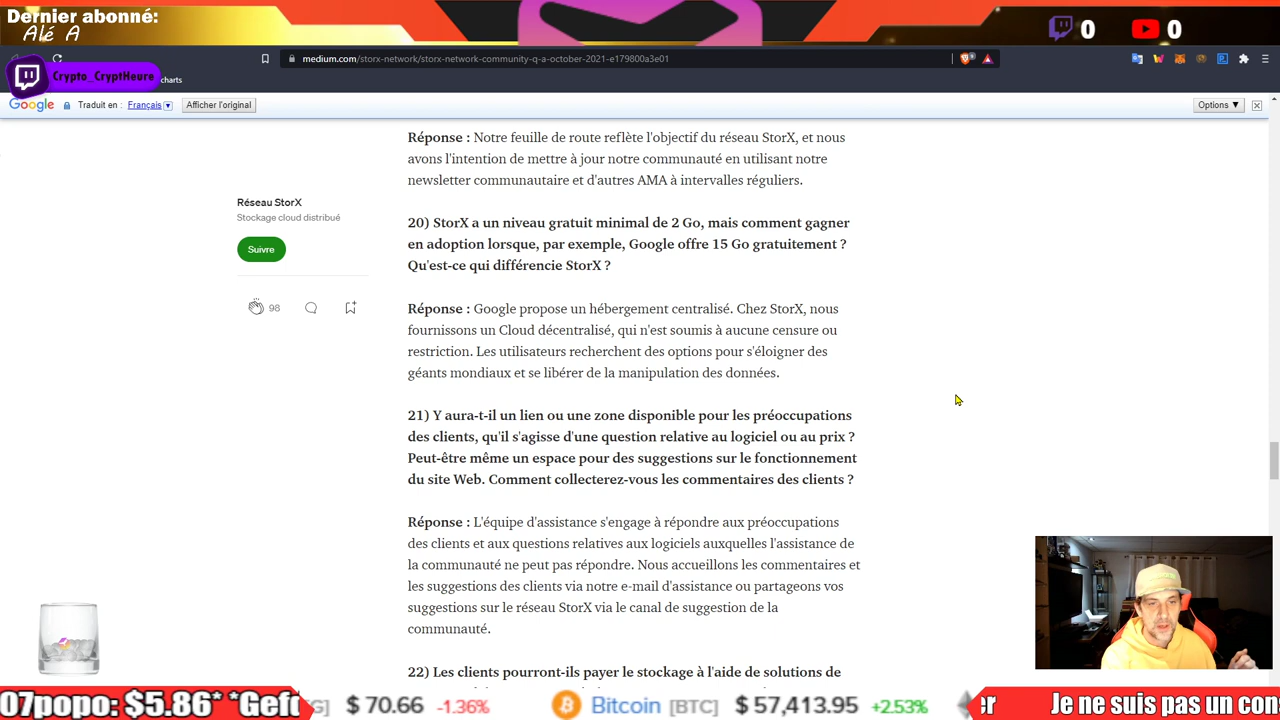 Dernier abonné:
Alé A
0
0
medium.com/storx-network/storx-network-community-q-a-october-2021-e179800a3e01
Crypto_CryptHeure
charts
Google
Traduit en : Français
Afficher l'original
Options ▼
Réponse : Notre feuille de route reflète l'objectif du réseau StorX, et nous
avons l'intention de mettre à jour notre communauté en utilisant notre
newsletter communautaire et d'autres AMA à intervalles réguliers.
Réseau StorX
Stockage cloud distribué
Suivre
98
20) StorX a un niveau gratuit minimal de 2 Go, mais comment gagner
en adoption lorsque, par exemple, Google offre 15 Go gratuitement ?
Qu'est-ce qui différencie StorX ?
Réponse : Google propose un hébergement centralisé. Chez StorX, nous
fournissons un Cloud décentralisé, qui n'est soumis à aucune censure ou
restriction. Les utilisateurs recherchent des options pour s'éloigner des
géants mondiaux et se libérer de la manipulation des données.
21) Y aura-t-il un lien ou une zone disponible pour les préoccupations
des clients, qu'il s'agisse d'une question relative au logiciel ou au prix ?
Peut-être même un espace pour des suggestions sur le fonctionnement
du site Web. Comment collecterez-vous les commentaires des clients ?
Réponse : L'équipe d'assistance s'engage à répondre aux préoccupations
des clients et aux questions relatives aux logiciels auxquelles l'assistance de
la communauté ne peut pas répondre. Nous accueillons les commentaires et
les suggestions des clients via notre e-mail d'assistance ou partageons vos
suggestions sur le réseau StorX via le canal de suggestion de la
communauté.
22) Les clients pourront-ils payer le stockage à l'aide de solutions de
07popo: $5.86* *Geft
G] $ 70.66 -1.36% Bitcoin [BTC] $ 57,413.95 +2.53%
er
Je ne suis pas un con